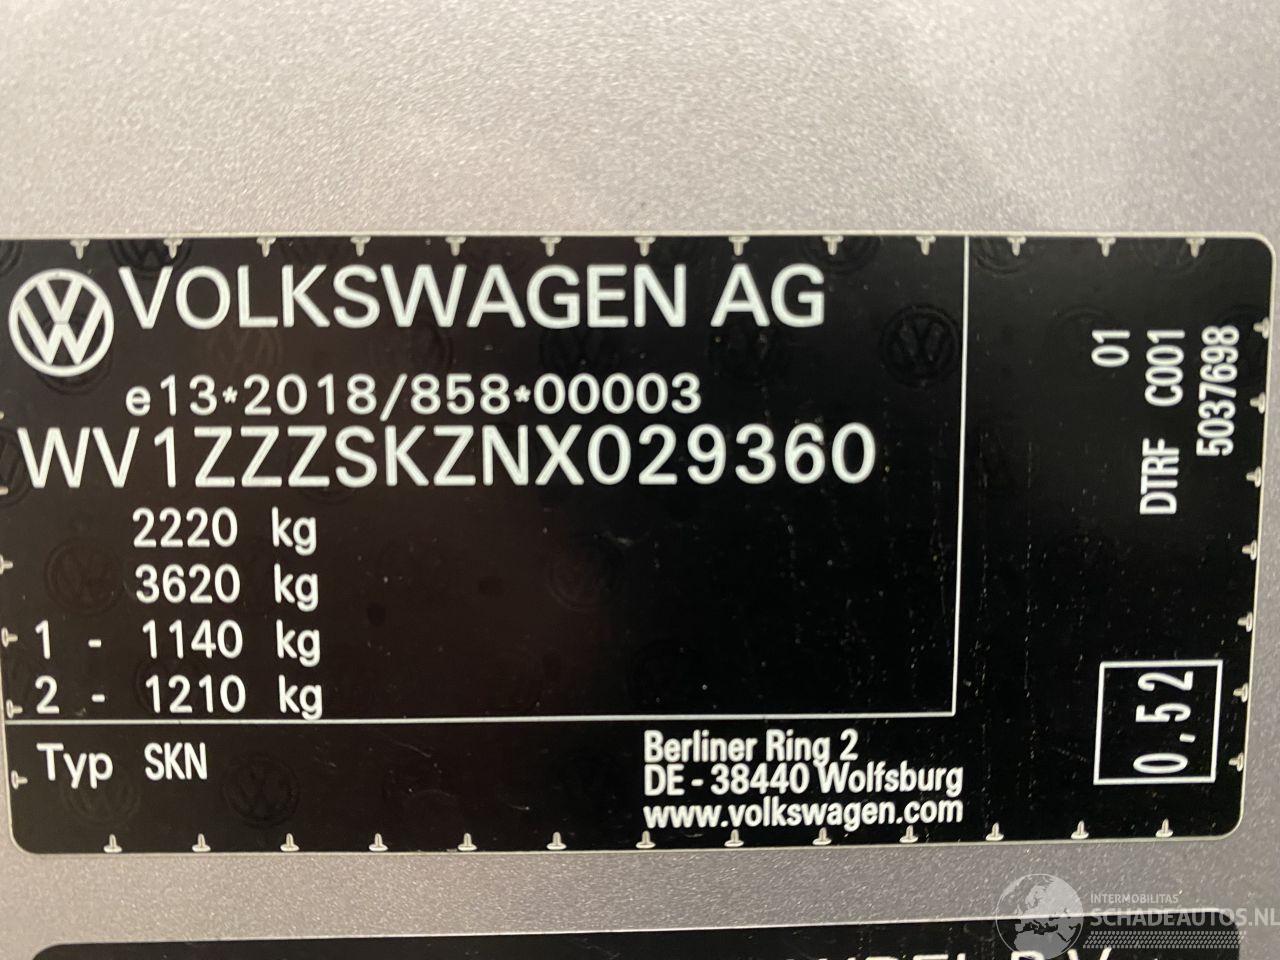 VOLKSWAGEN AG
e13*2018/858*00003
WV1ZZZSKZNX029360
2220 kg
3620 kg
1 - 1140 kg
2 - 1210 kg
Typ SKN
Berliner Ring 2
DE - 38440 Wolfsburg
www.volkswagen.com
01
DTRF C001
5037698
0,52
INTERMOBILITAS
SCHADEAUTOS.NL
B.V.